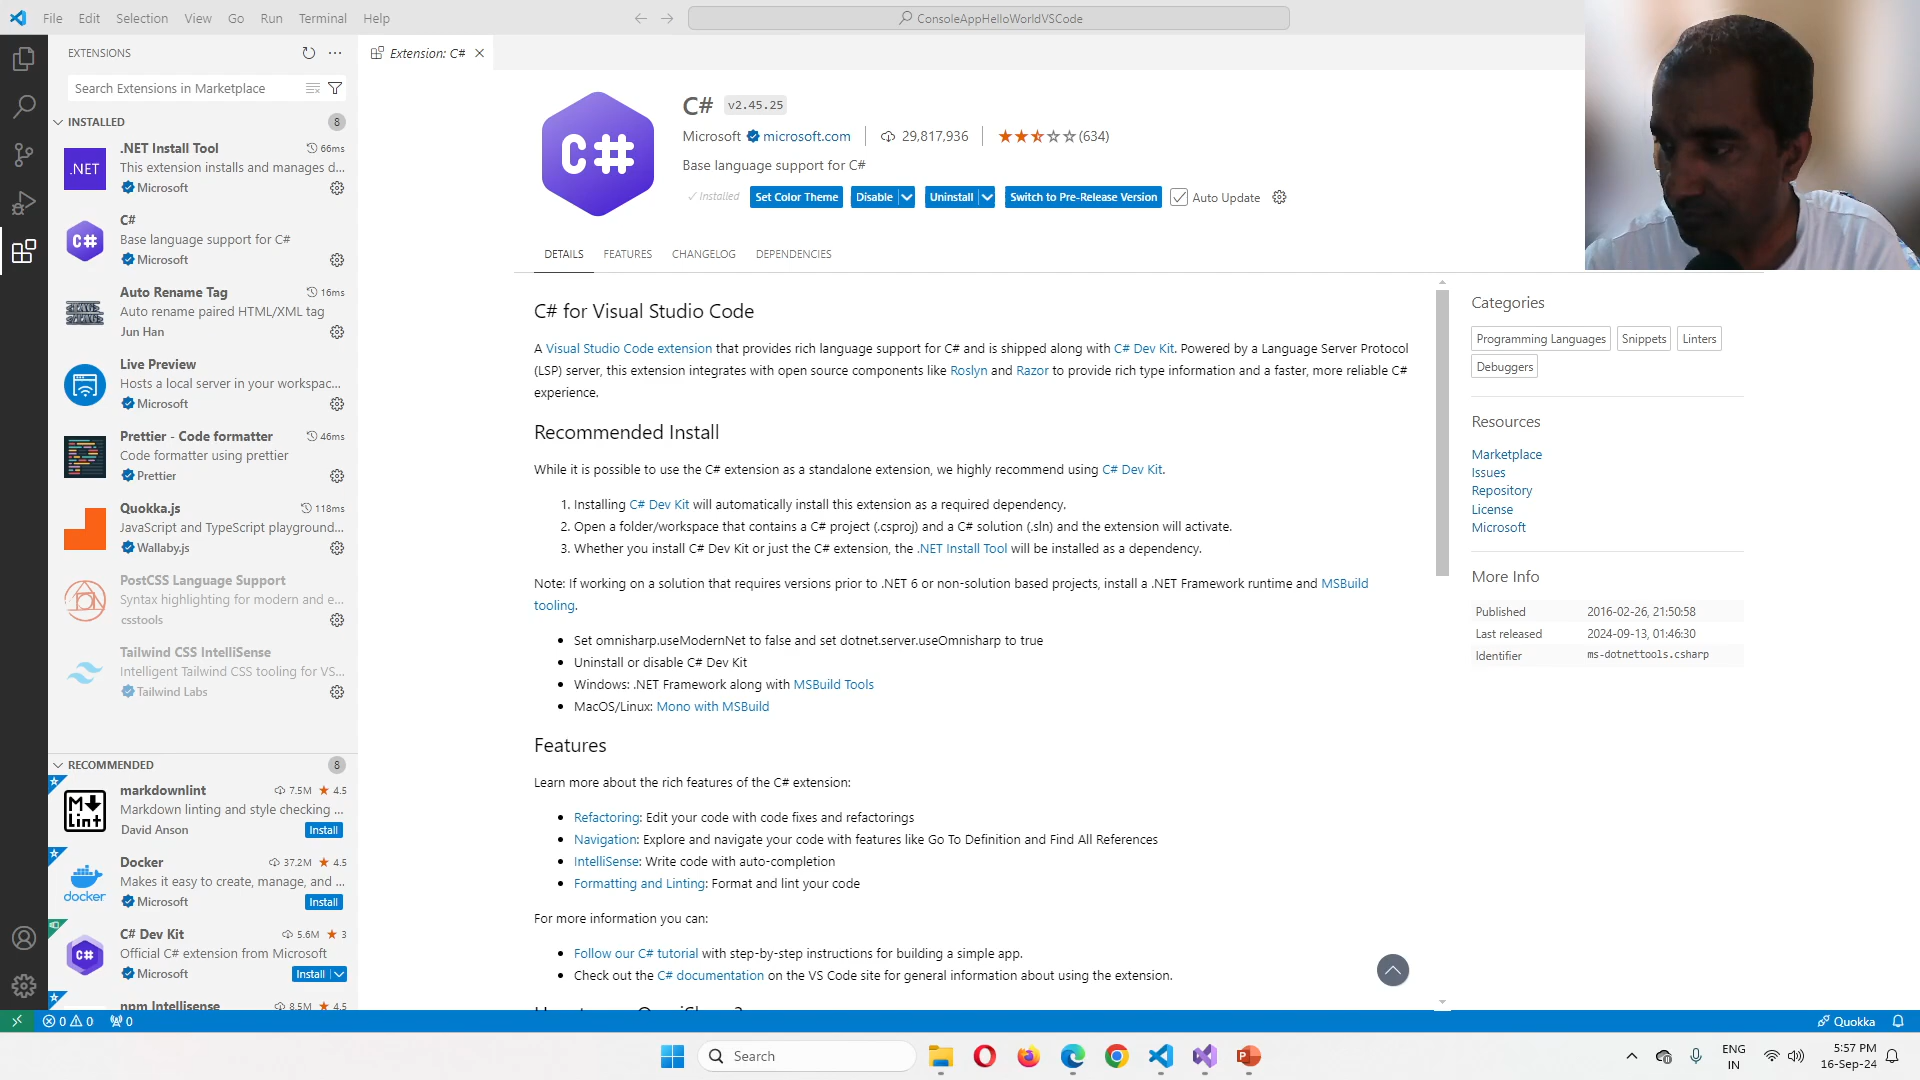 File Edit Selection View Go Run Terminal Help
ConsoleAppHelloWorldVSCode
EXTENSIONS
Search Extensions in Marketplace
INSTALLED 8
.NET
.NET Install Tool 66ms
This extension installs and manages d...
Microsoft
C#
C#
Base language support for C#
Microsoft
Auto Rename Tag 16ms
Auto rename paired HTML/XML tag
Jun Han
Live Preview
Hosts a local server in your workspac...
Microsoft
Prettier - Code formatter 46ms
Code formatter using prettier
Prettier
Quokka.js 118ms
JavaScript and TypeScript playground...
Wallaby.js
PostCSS Language Support
Syntax highlighting for modern and e...
csstools
Tailwind CSS IntelliSense
Intelligent Tailwind CSS tooling for VS...
Tailwind Labs
RECOMMENDED 8
M Lint
markdownlint 7.5M 4.5
Markdown linting and style checking ...
David Anson Install
docker
Docker 37.2M 4.5
Makes it easy to create, manage, and ...
Microsoft Install
C#
C# Dev Kit 5.6M 3
Official C# extension from Microsoft
Microsoft Install
npm Intellisense 8.5M 4.5
Extension: C#
C#
C# v2.45.25
Microsoft microsoft.com 29,817,936 (634)
Base language support for C#
Installed Set Color Theme Disable Uninstall Switch to Pre-Release Version Auto Update
DETAILS FEATURES CHANGELOG DEPENDENCIES
C# for Visual Studio Code
A Visual Studio Code extension that provides rich language support for C# and is shipped along with C# Dev Kit. Powered by a Language Server Protocol
(LSP) server, this extension integrates with open source components like Roslyn and Razor to provide rich type information and a faster, more reliable C#
experience.
Recommended Install
While it is possible to use the C# extension as a standalone extension, we highly recommend using C# Dev Kit.
1. Installing C# Dev Kit will automatically install this extension as a required dependency.
2. Open a folder/workspace that contains a C# project (.csproj) and a C# solution (.sln) and the extension will activate.
3. Whether you install C# Dev Kit or just the C# extension, the .NET Install Tool will be installed as a dependency.
Note: If working on a solution that requires versions prior to .NET 6 or non-solution based projects, install a .NET Framework runtime and MSBuild
tooling.
• Set omnisharp.useModernNet to false and set dotnet.server.useOmnisharp to true
• Uninstall or disable C# Dev Kit
• Windows: .NET Framework along with MSBuild Tools
• MacOS/Linux: Mono with MSBuild
Features
Learn more about the rich features of the C# extension:
• Refactoring: Edit your code with code fixes and refactorings
• Navigation: Explore and navigate your code with features like Go To Definition and Find All References
• IntelliSense: Write code with auto-completion
• Formatting and Linting: Format and lint your code
For more information you can:
• Follow our C# tutorial with step-by-step instructions for building a simple app.
• Check out the C# documentation on the VS Code site for general information about using the extension.
Categories
Programming Languages Snippets Linters
Debuggers
Resources
Marketplace
Issues
Repository
License
Microsoft
More Info
Published 2016-02-26, 21:50:58
Last released 2024-09-13, 01:46:30
Identifier ms-dotnettools.csharp
0 0 0 Quokka
Search
ENG
IN
5:57 PM
16-Sep-24